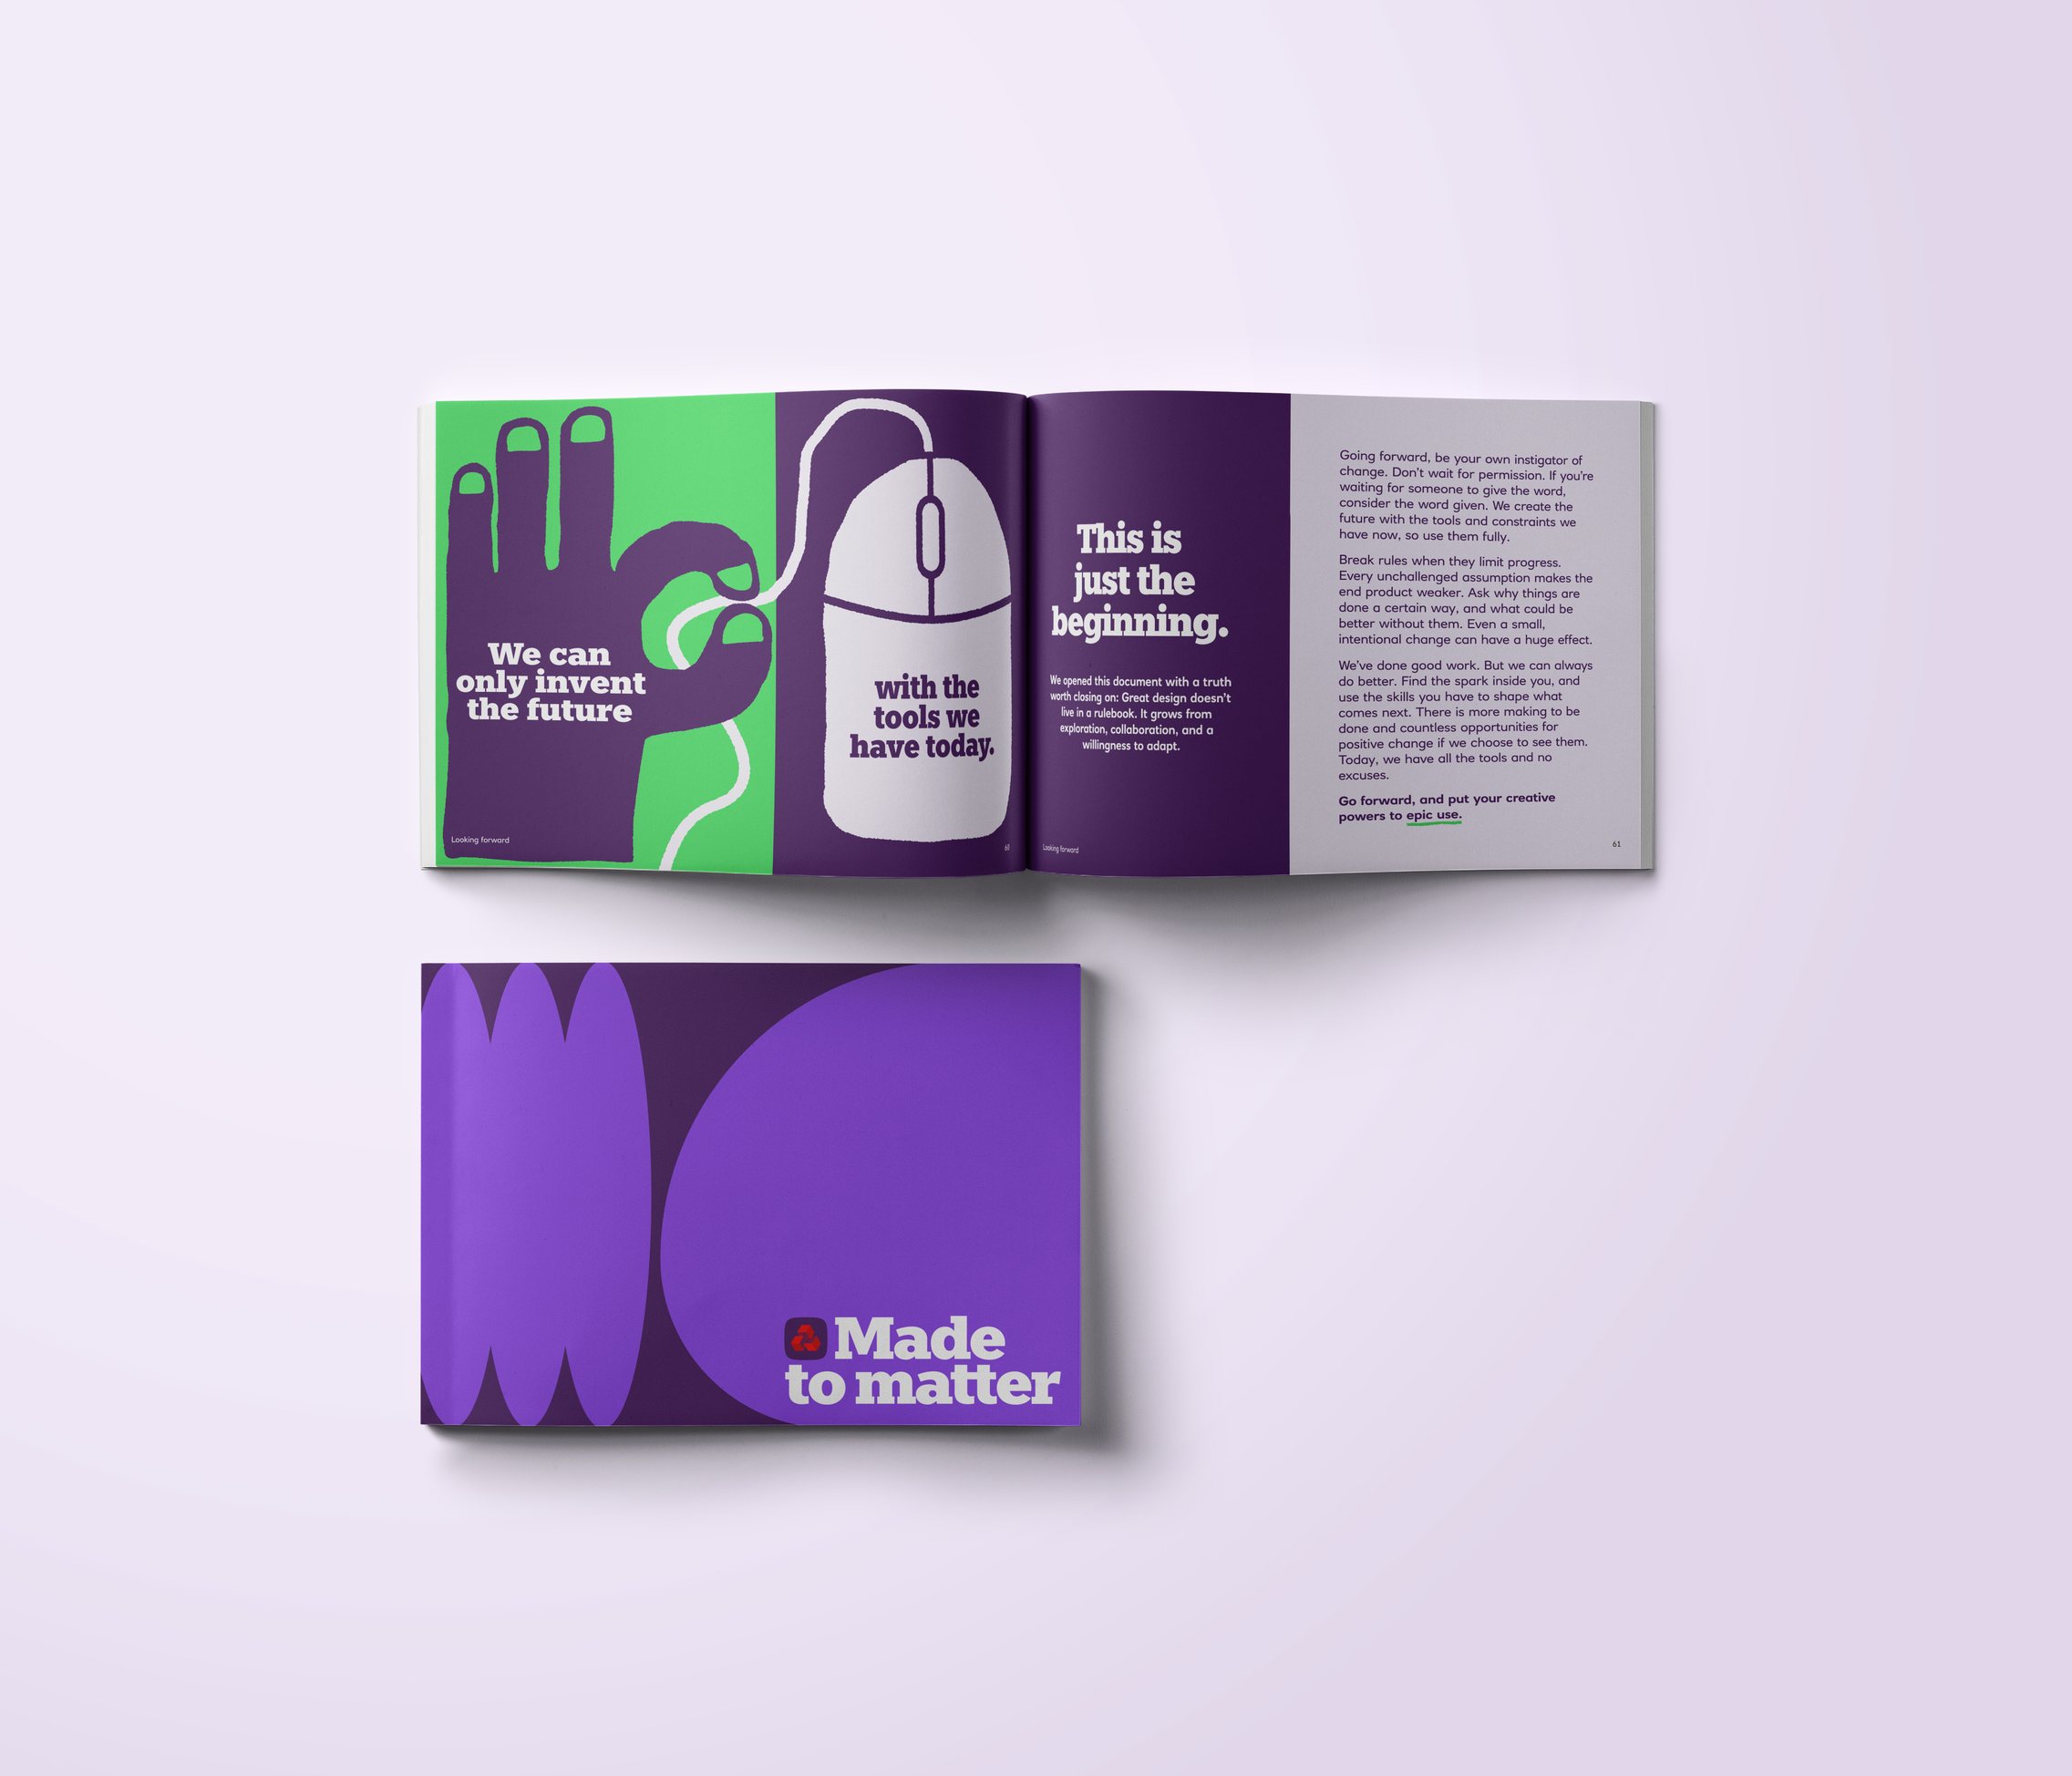 We can
only invent
the future
with the
tools we
have today.
Looking forward
60
This is
just the
beginning.
We opened this document with a truth
worth closing on: Great design doesn't
live in a rulebook. It grows from
exploration, collaboration, and a
willingness to adapt.
Looking forward
Going forward, be your own instigator of
change. Don't wait for permission. If you're
waiting for someone to give the word,
consider the word given. We create the
future with the tools and constraints we
have now, so use them fully.
Break rules when they limit progress.
Every unchallenged assumption makes the
end product weaker. Ask why things are
done a certain way, and what could be
better without them. Even a small,
intentional change can have a huge effect.
We've done good work. But we can always
do better. Find the spark inside you, and
use the skills you have to shape what
comes next. There is more making to be
done and countless opportunities for
positive change if we choose to see them.
Today, we have all the tools and no
excuses.
Go forward, and put your creative
powers to epic use.
61
Made
to matter